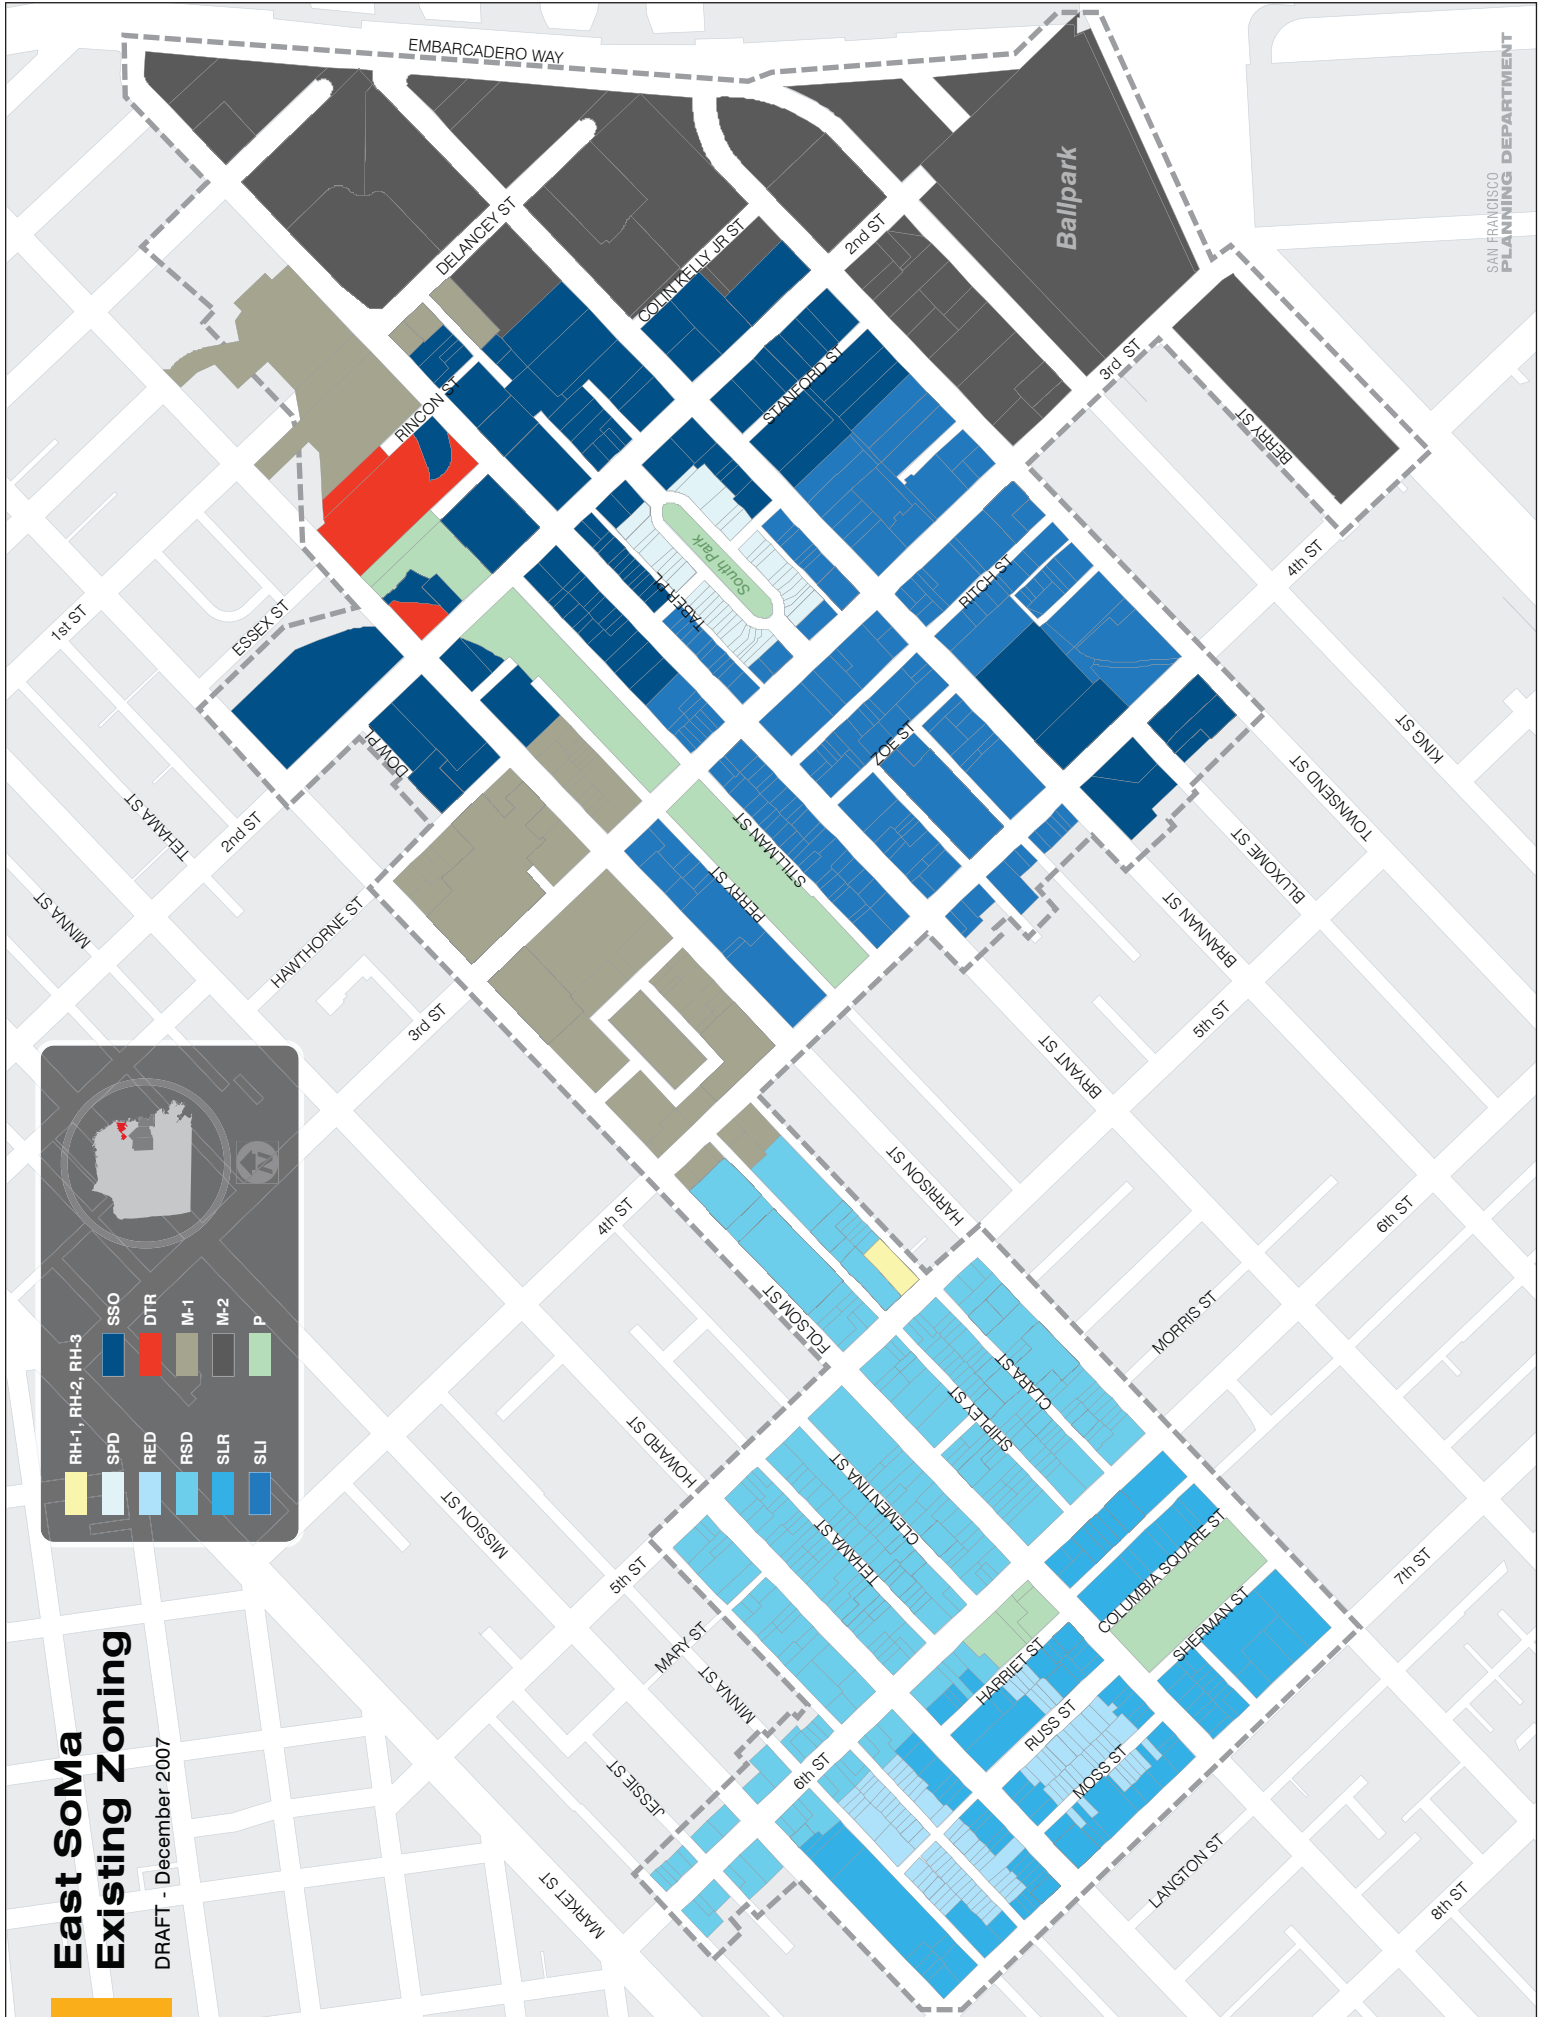 East SoMa
Existing Zoning
DRAFT - December 2007
RH-1, RH-2, RH-3
SPD
RED
RSD
SLR
SLI
SSO
DTR
M-1
M-2
P
N
EMBARCADERO WAY
DELANCEY ST
COLIN KELLY JR ST
2nd ST
Ballpark
SAN FRANCISCO
PLANNING DEPARTMENT
RINCON ST
STANFORD ST
3rd ST
BERRY ST
South Park
TABER PL
RITCH ST
4th ST
1st ST
ESSEX ST
DOW PL
ZOE ST
KING ST
TOWNSEND ST
TEHAMA ST
2nd ST
STILLMAN ST
PERRY ST
BLUXOME ST
BRANNAN ST
MINNA ST
HAWTHORNE ST
3rd ST
5th ST
BRYANT ST
HARRISON ST
4th ST
6th ST
FOLSOM ST
MORRIS ST
CLARA ST
SHIPLEY ST
HOWARD ST
CLEMENTINA ST
TEHAMA ST
MISSION ST
5th ST
COLUMBIA SQUARE ST
7th ST
SHERMAN ST
MARY ST
MINNA ST
HARRIET ST
RUSS ST
MOSS ST
6th ST
JESSIE ST
LANGTON ST
MARKET ST
8th ST